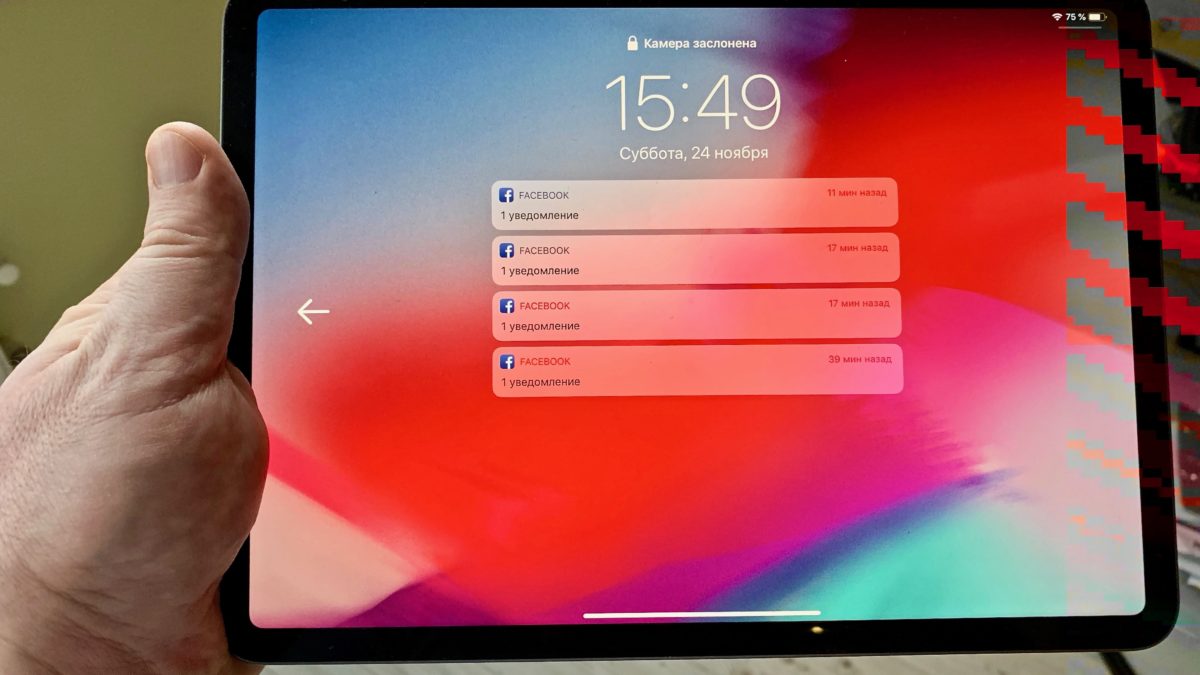 75 %
Камера заслонена
15:49
Суббота, 24 ноября
FACEBOOK 11 мин назад
1 уведомление
FACEBOOK 17 мин назад
1 уведомление
FACEBOOK 17 мин назад
1 уведомление
FACEBOOK 39 мин назад
1 уведомление